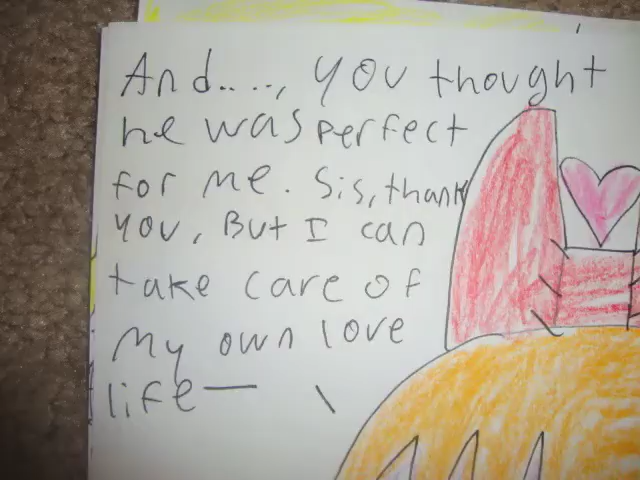 And...., you thought
he was perfect
for me. Sis, thank
you, But I can
take care of
my own love
life—